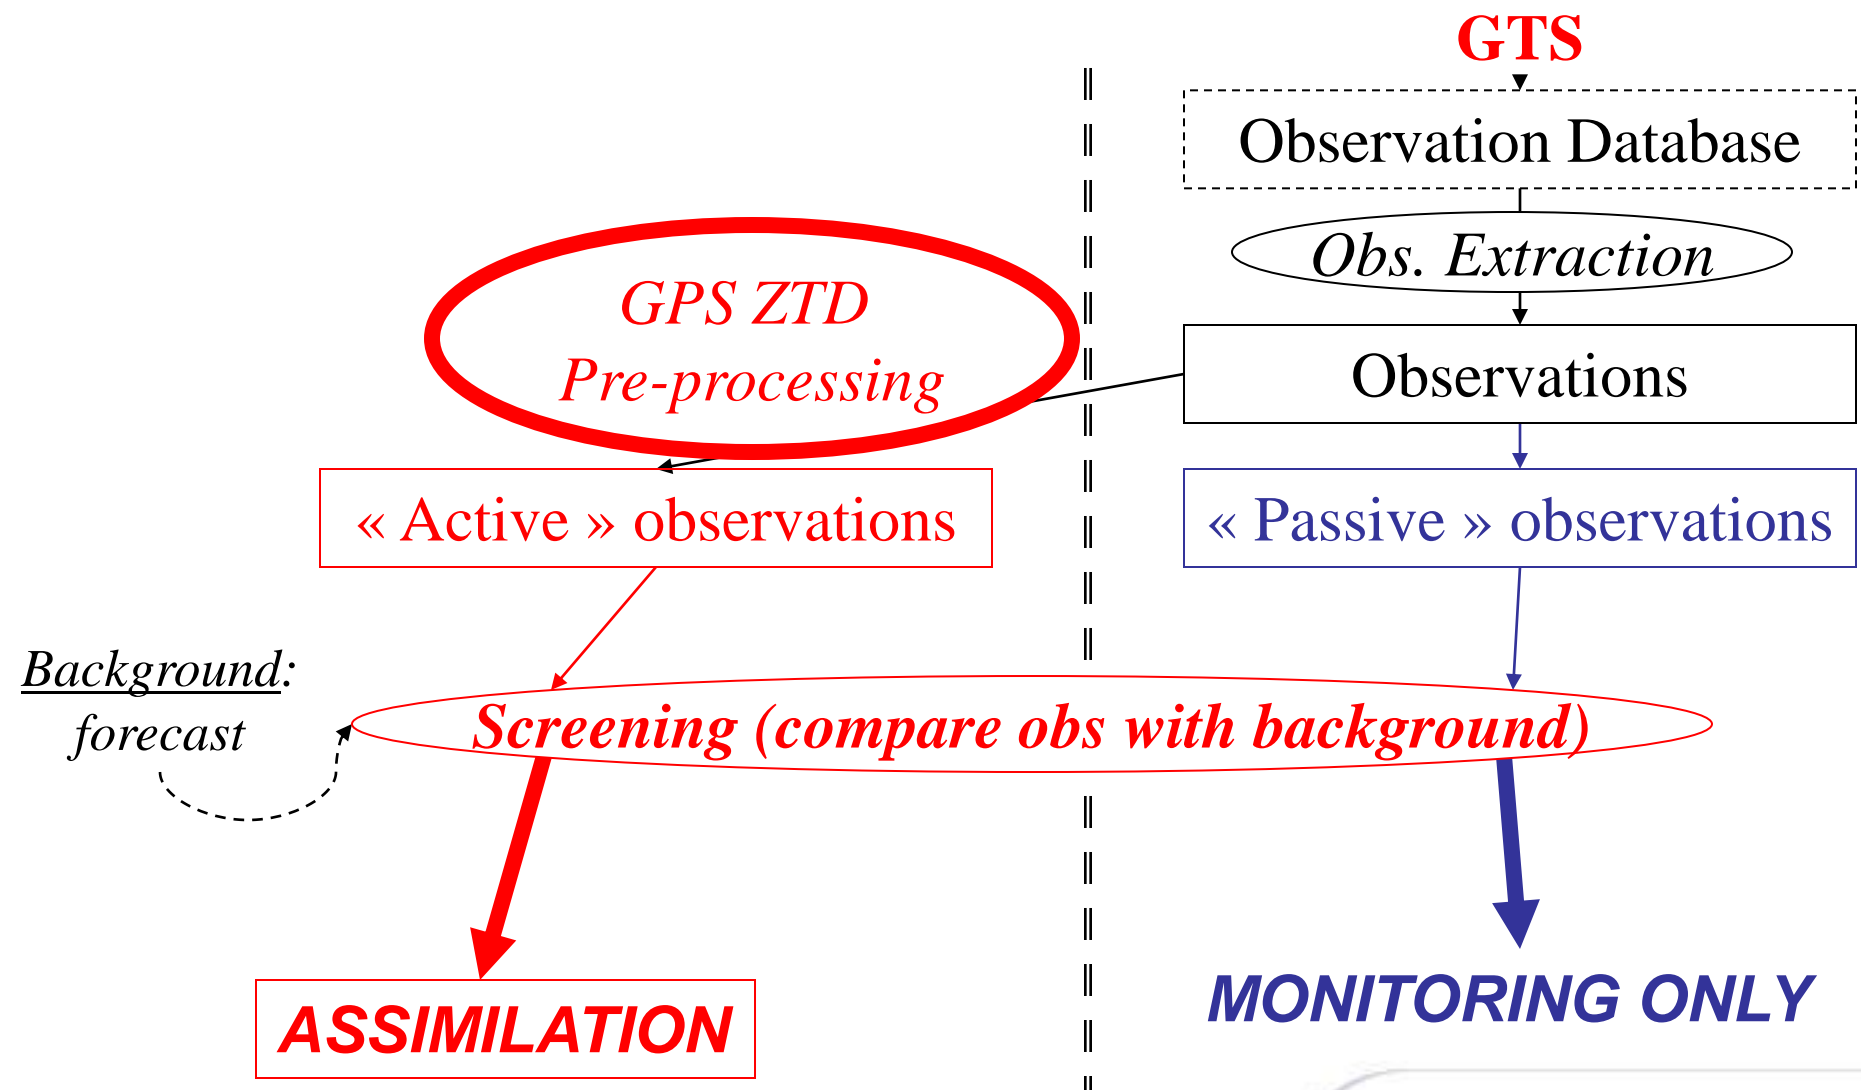 GTS
Observation Database
Obs. Extraction
GPS ZTD
Pre-processing
Observations
« Active » observations
« Passive » observations
Background:
forecast
Screening (compare obs with background)
ASSIMILATION
MONITORING ONLY